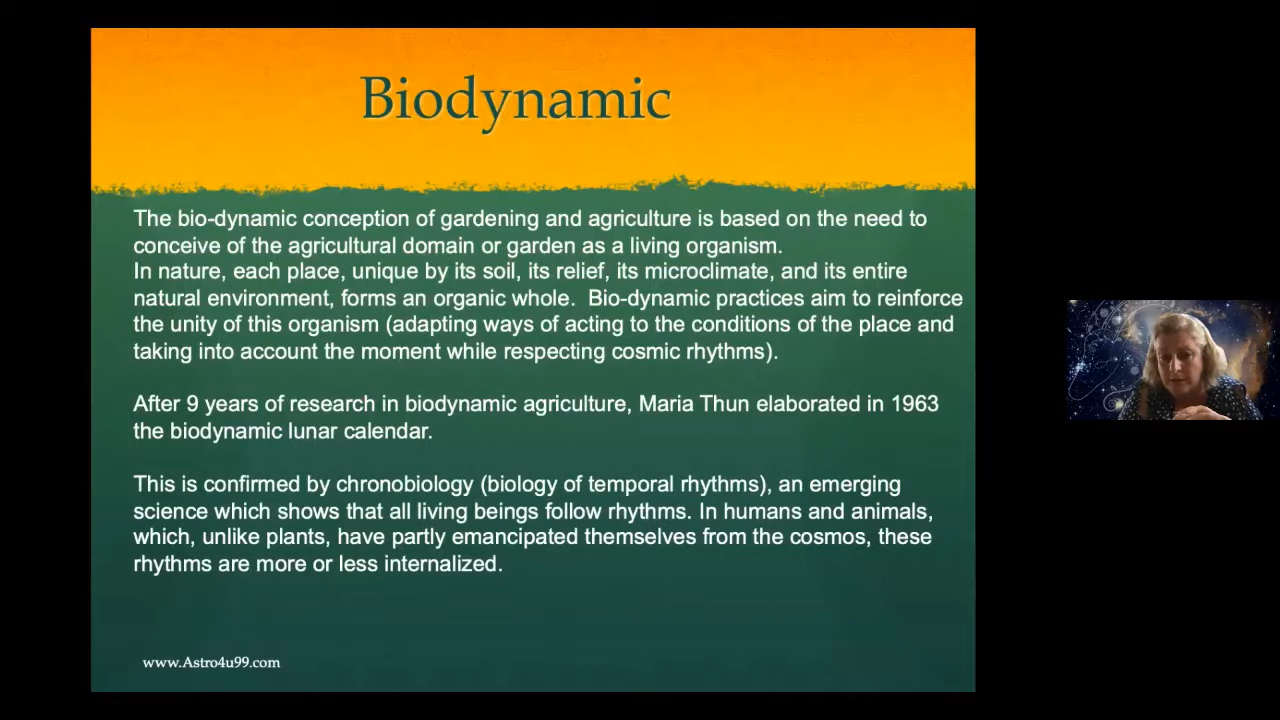 Biodynamic
The bio-dynamic conception of gardening and agriculture is based on the need to
conceive of the agricultural domain or garden as a living organism.
In nature, each place, unique by its soil, its relief, its microclimate, and its entire
natural environment, forms an organic whole.  Bio-dynamic practices aim to reinforce
the unity of this organism (adapting ways of acting to the conditions of the place and
taking into account the moment while respecting cosmic rhythms).
After 9 years of research in biodynamic agriculture, Maria Thun elaborated in 1963
the biodynamic lunar calendar.
This is confirmed by chronobiology (biology of temporal rhythms), an emerging
science which shows that all living beings follow rhythms. In humans and animals,
which, unlike plants, have partly emancipated themselves from the cosmos, these
rhythms are more or less internalized.
www.Astro4u99.com